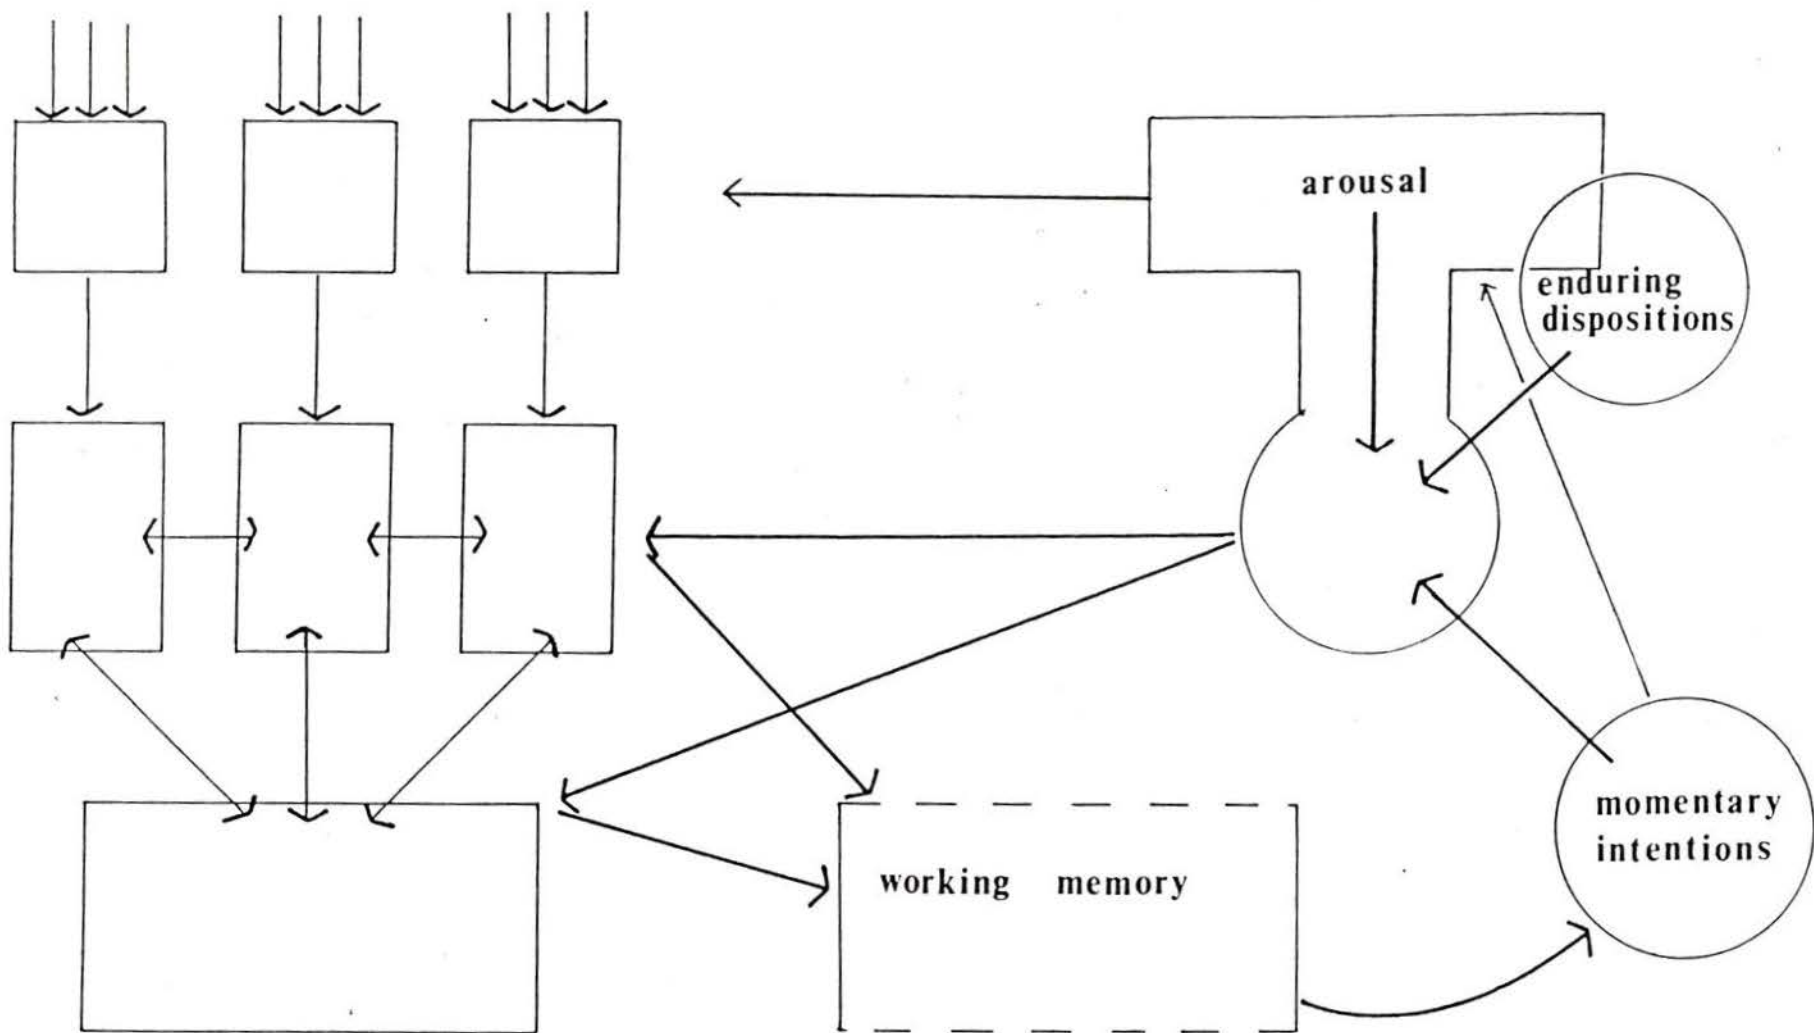 arousal
enduring
dispositions
momentary
intentions
working memory